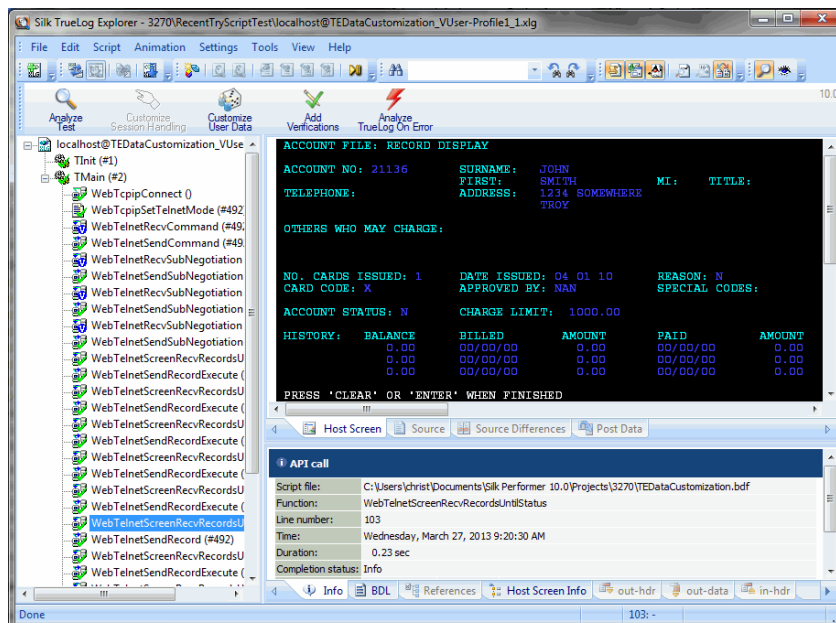 Silk TrueLog Explorer - 3270\RecentTryScriptTest\localhost@TEDataCustomization_VUser-Profile1_1.xlg
File Edit Script Animation Settings Tools View Help
10.0
Analyze Test
Customize Session Handling
Customize User Data
Add Verifications
Analyze TrueLog On Error
localhost@TEDataCustomization_VUse
TInit (#1)
TMain (#2)
WebTcpipConnect ()
WebTcpipSetTelnetMode (#492
WebTelnetRecvCommand (#492
WebTelnetSendCommand (#49
WebTelnetRecvSubNegotiation
WebTelnetSendSubNegotiation
WebTelnetRecvSubNegotiation
WebTelnetSendSubNegotiation
WebTelnetRecvSubNegotiation
WebTelnetSendSubNegotiation
WebTelnetScreenRecvRecordsU
WebTelnetSendRecordExecute (
WebTelnetScreenRecvRecordsU
WebTelnetSendRecordExecute (
WebTelnetScreenRecvRecordsU
WebTelnetSendRecordExecute (
WebTelnetScreenRecvRecordsU
WebTelnetSendRecordExecute (
WebTelnetScreenRecvRecordsU
WebTelnetSendRecordExecute (
WebTelnetScreenRecvRecordsU
WebTelnetSendRecord (#492)
WebTelnetScreenRecvRecordsU
WebTelnetSendRecordExecute (
ACCOUNT FILE: RECORD DISPLAY
ACCOUNT NO: 21136 SURNAME: JOHN
FIRST: SMITH MI: TITLE:
TELEPHONE: ADDRESS: 1234 SOMEWHERE
TROY
OTHERS WHO MAY CHARGE:
NO. CARDS ISSUED: 1 DATE ISSUED: 04 01 10 REASON: N
CARD CODE: X APPROVED BY: NAN SPECIAL CODES:
ACCOUNT STATUS: N CHARGE LIMIT: 1000.00
HISTORY: BALANCE BILLED AMOUNT PAID AMOUNT
0.00 00/00/00 0.00 00/00/00 0.00
0.00 00/00/00 0.00 00/00/00 0.00
0.00 00/00/00 0.00 00/00/00 0.00
PRESS 'CLEAR' OR 'ENTER' WHEN FINISHED
Host Screen Source Source Differences Post Data
API call
Script file: C:\Users\christ\Documents\Silk Performer 10.0\Projects\3270\TEDataCustomization.bdf
Function: WebTelnetScreenRecvRecordsUntilStatus
Line number: 103
Time: Wednesday, March 27, 2013 9:20:30 AM
Duration: 0.23 sec
Completion status: Info
Info BDL References Host Screen Info out-hdr out-data in-hdr
Done 103: -